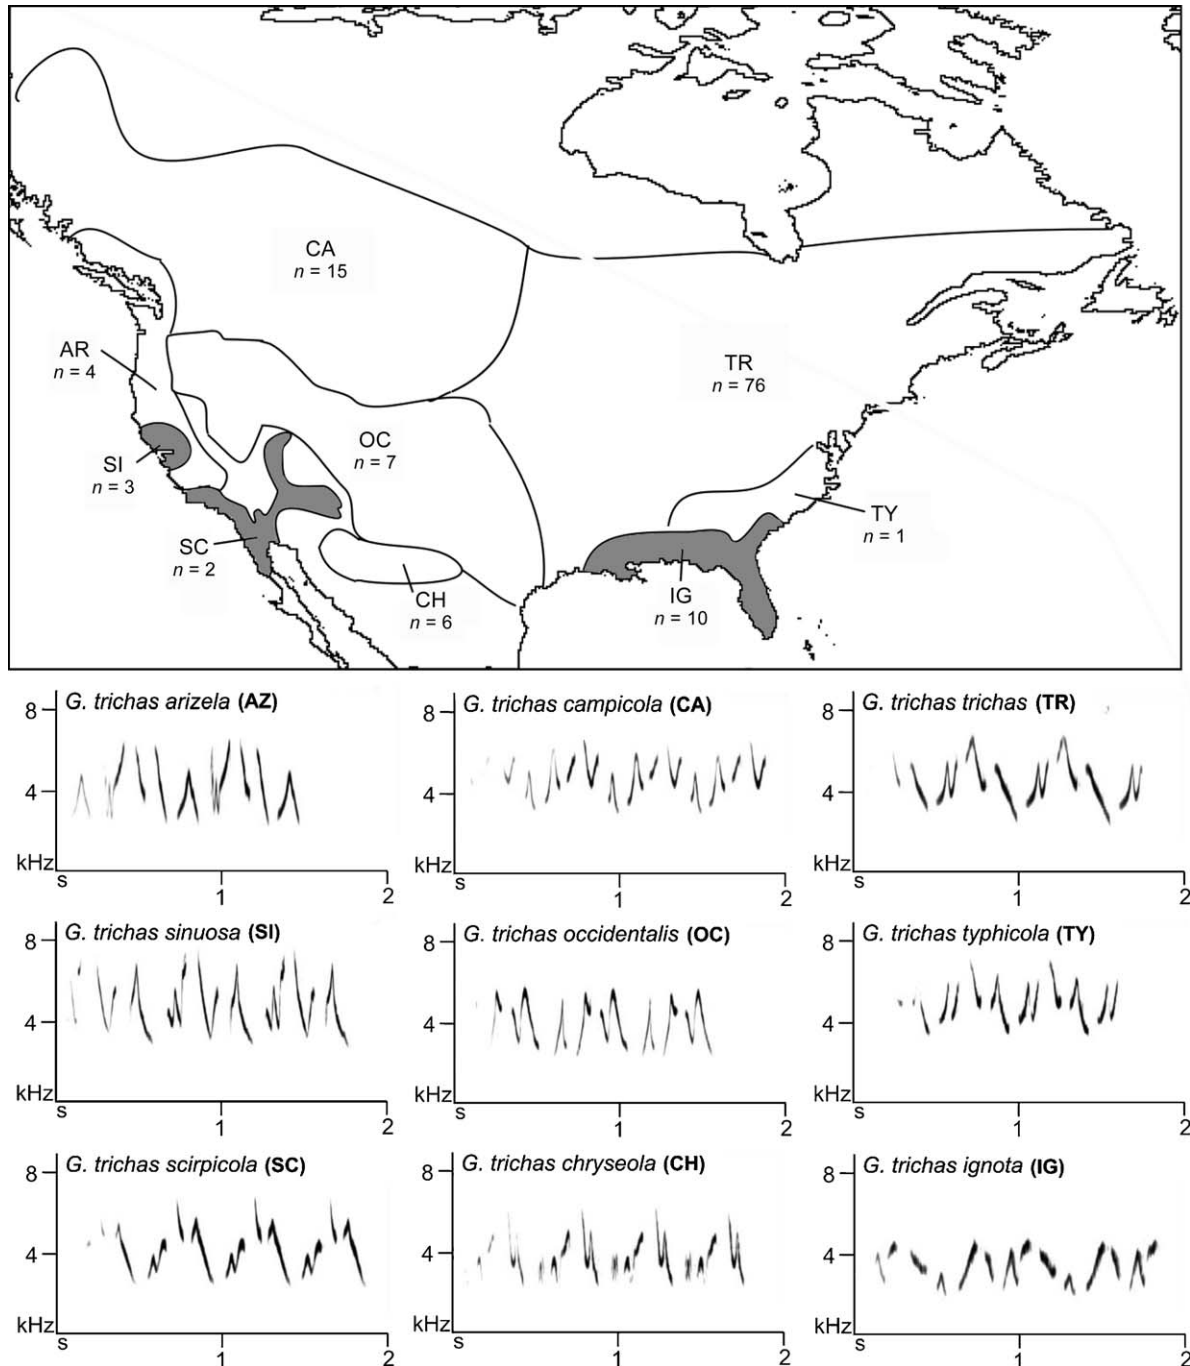 CA
n = 15
AR
n = 4
TR
n = 76
OC
n = 7
SI
n = 3
TY
n = 1
SC
n = 2
CH
n = 6
IG
n = 10
G. trichas arizela (AZ)
8
4
kHz
s
1
2
G. trichas campicola (CA)
8
4
kHz
s
1
2
G. trichas trichas (TR)
8
4
kHz
s
1
2
G. trichas sinuosa (SI)
8
4
kHz
s
1
2
G. trichas occidentalis (OC)
8
4
kHz
s
1
2
G. trichas typhicola (TY)
8
4
kHz
s
1
2
G. trichas scirpicola (SC)
8
4
kHz
s
1
2
G. trichas chryseola (CH)
8
4
kHz
s
1
2
G. trichas ignota (IG)
8
4
kHz
s
1
2